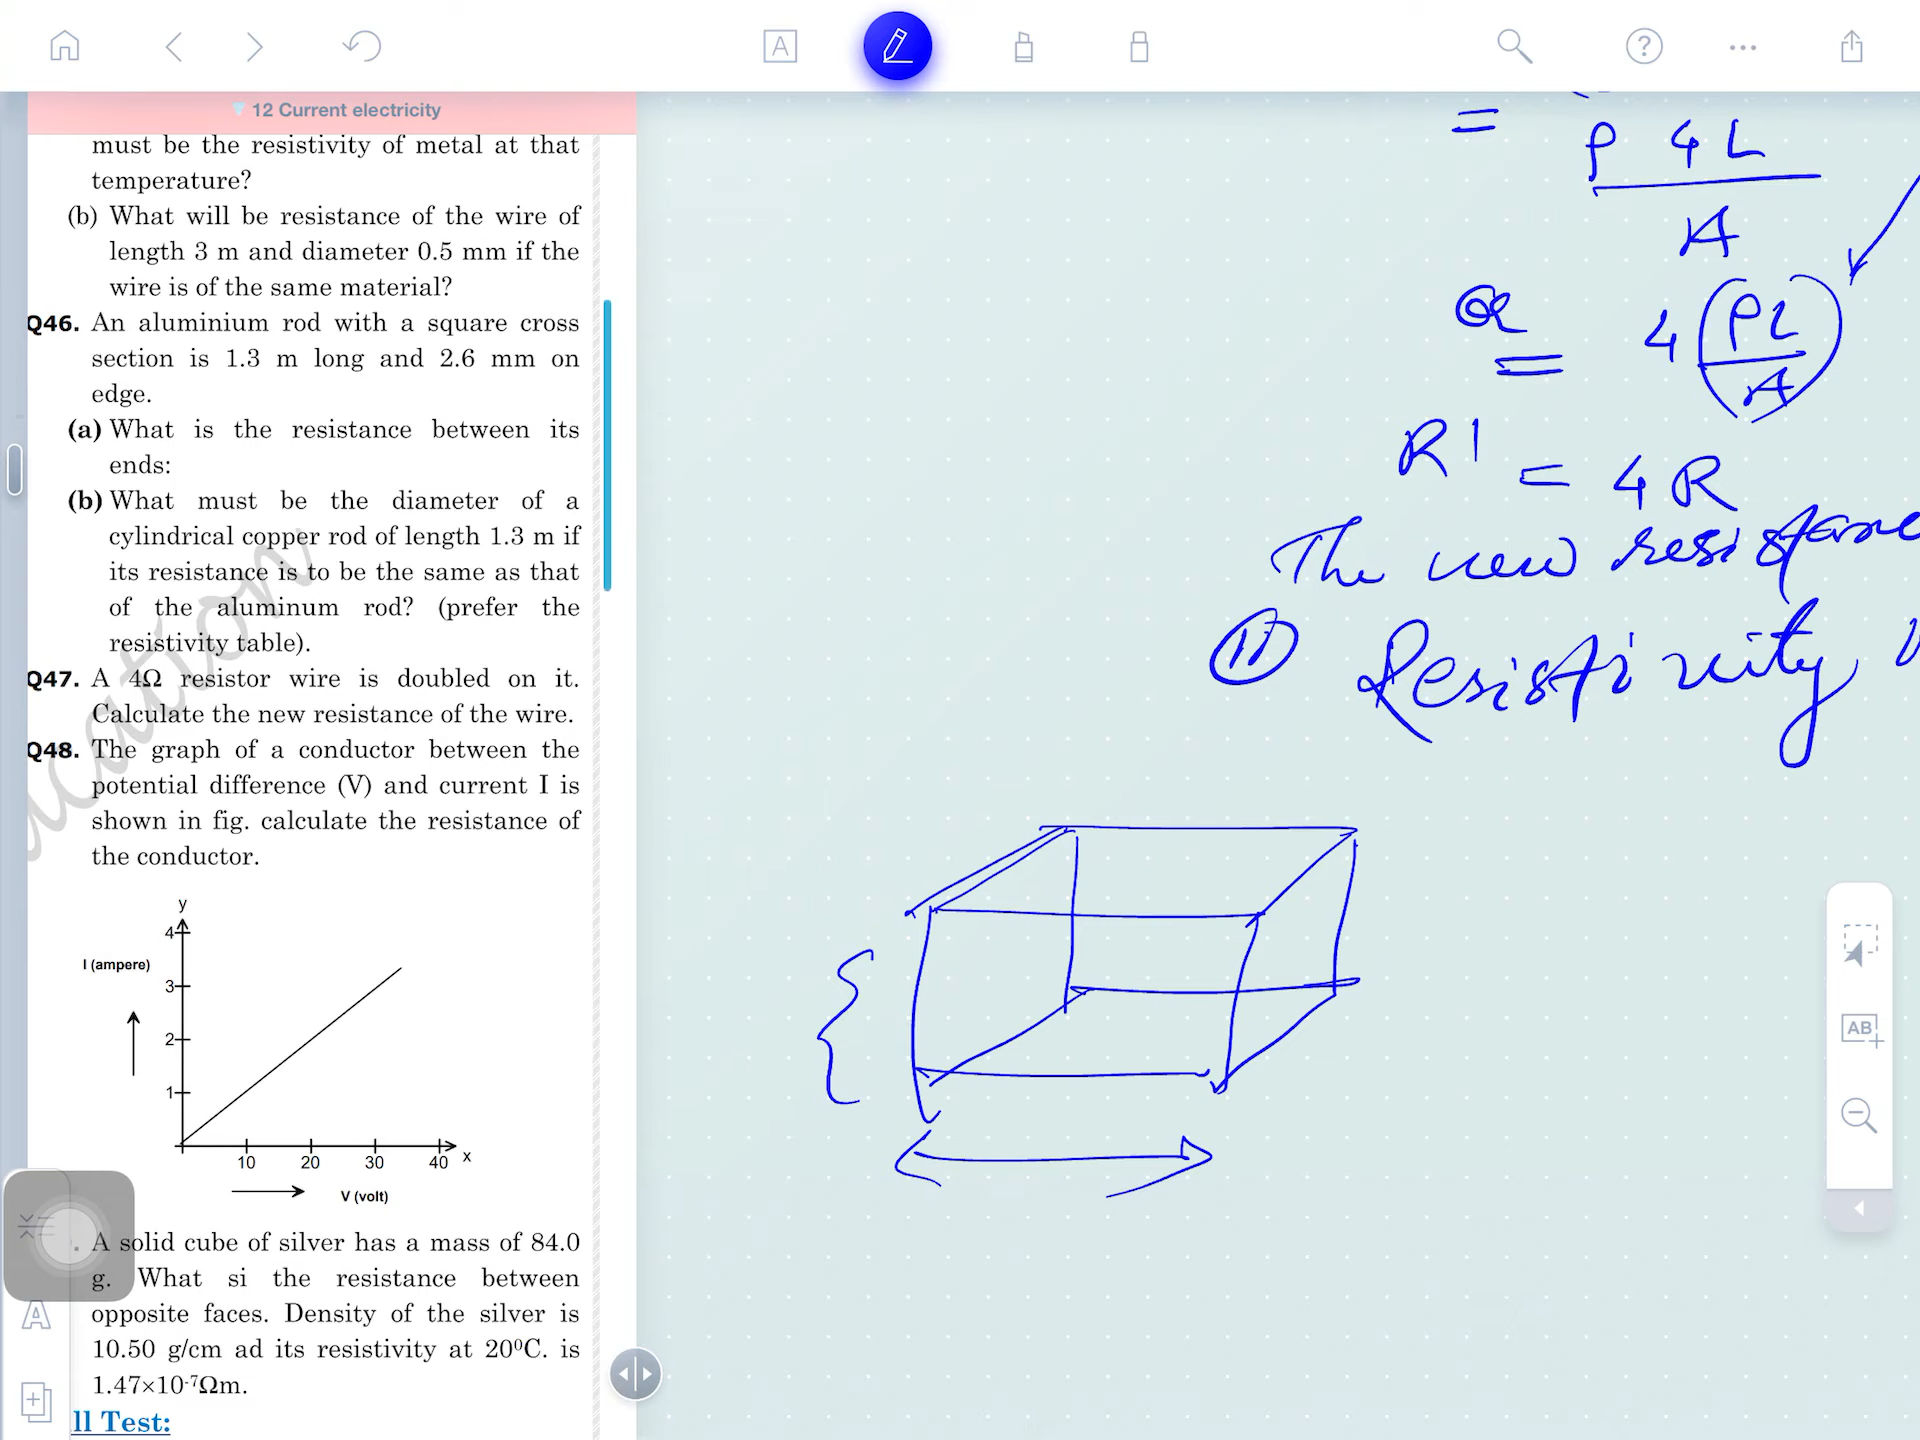 12 Current electricity
must be the resistivity of metal at that
temperature?
(b) What will be resistance of the wire of
length 3 m and diameter 0.5 mm if the
wire is of the same material?
Q46. An aluminium rod with a square cross
section is 1.3 m long and 2.6 mm on
edge.
(a) What is the resistance between its
ends:
(b) What must be the diameter of a
cylindrical copper rod of length 1.3 m if
its resistance is to be the same as that
of the aluminum rod? (prefer the
resistivity table).
Q47. A 4Ω resistor wire is doubled on it.
Calculate the new resistance of the wire.
Q48. The graph of a conductor between the
potential difference (V) and current I is
shown in fig. calculate the resistance of
the conductor.
y
4
I (ampere)
3
2
1
10 20 30 40 x
V (volt)
. A solid cube of silver has a mass of 84.0
g. What si the resistance between
opposite faces. Density of the silver is
10.50 g/cm ad its resistivity at 20⁰C. is
1.47×10⁻⁷Ωm.
ll Test:
= ρ 4 L
A
= 4 (ρL
A)
R' = 4 R
The new resistance
(11) Resistivity
A
AB
A